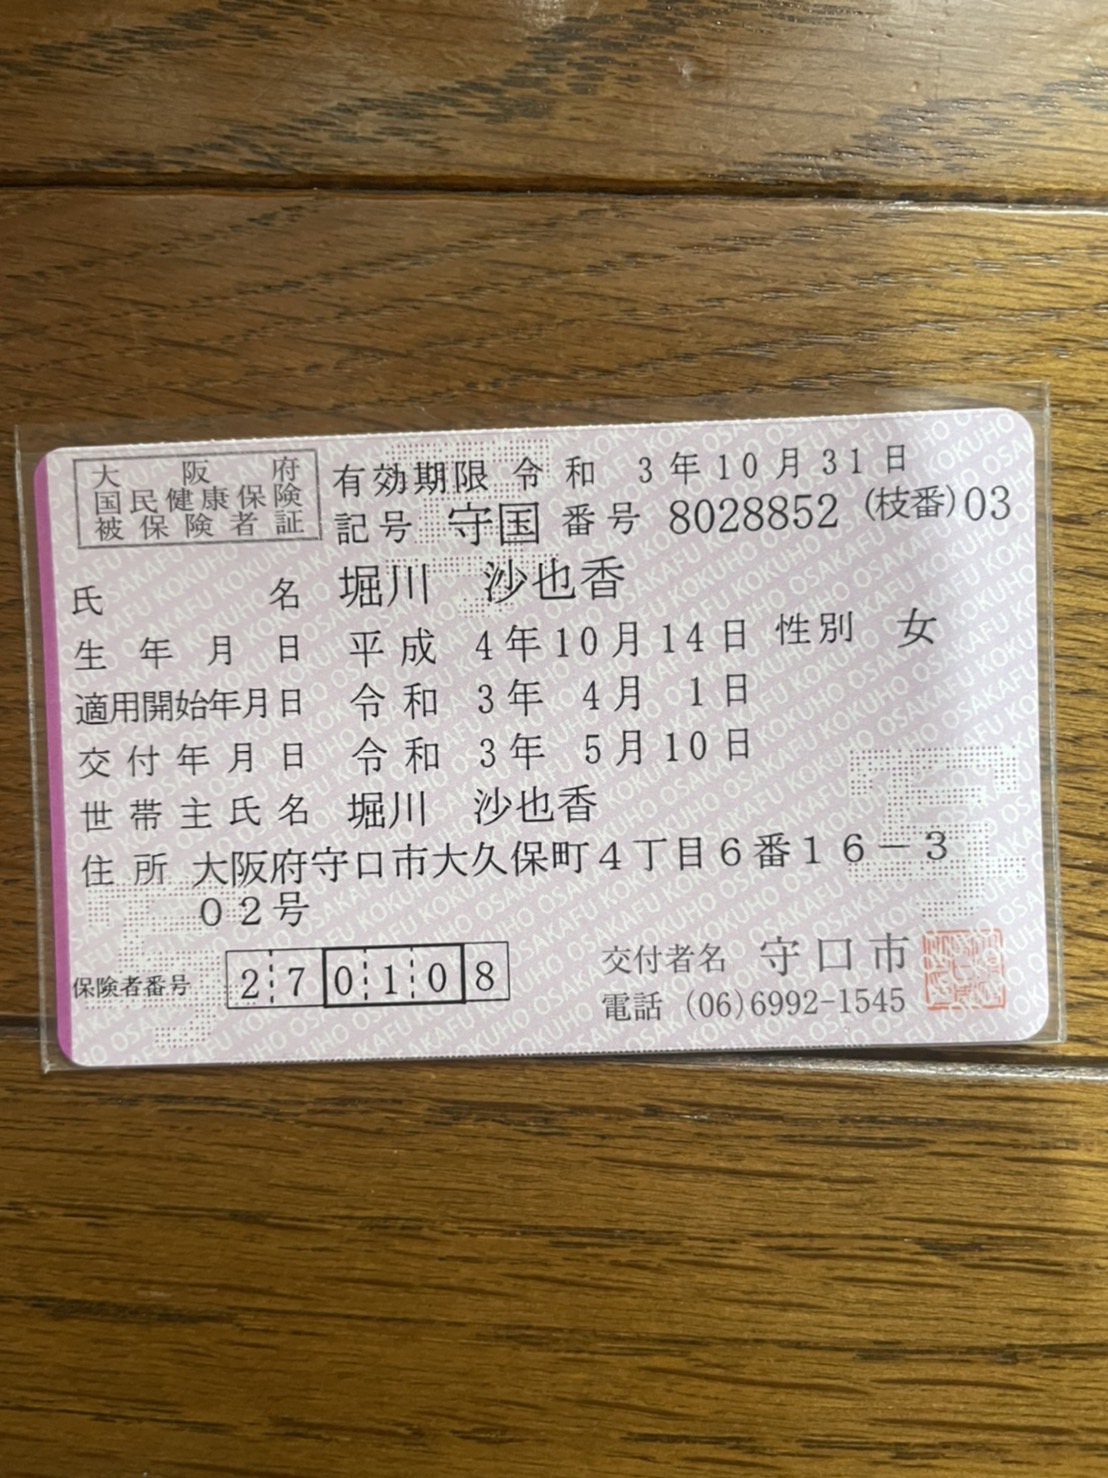 大阪府
国民健康保険
被保険者証
有効期限 令和 3年10月31日
記号 守国 番号 8028852 (枝番)03
氏名 堀川 沙也香
生年月日 平成 4年10月14日 性別 女
適用開始年月日 令和 3年 4月 1日
交付年月日 令和 3年 5月10日
世帯主氏名 堀川 沙也香
住所 大阪府守口市大久保町4丁目6番16-3
02号
保険者番号 270108
交付者名 守口市
電話 (06)6992-1545